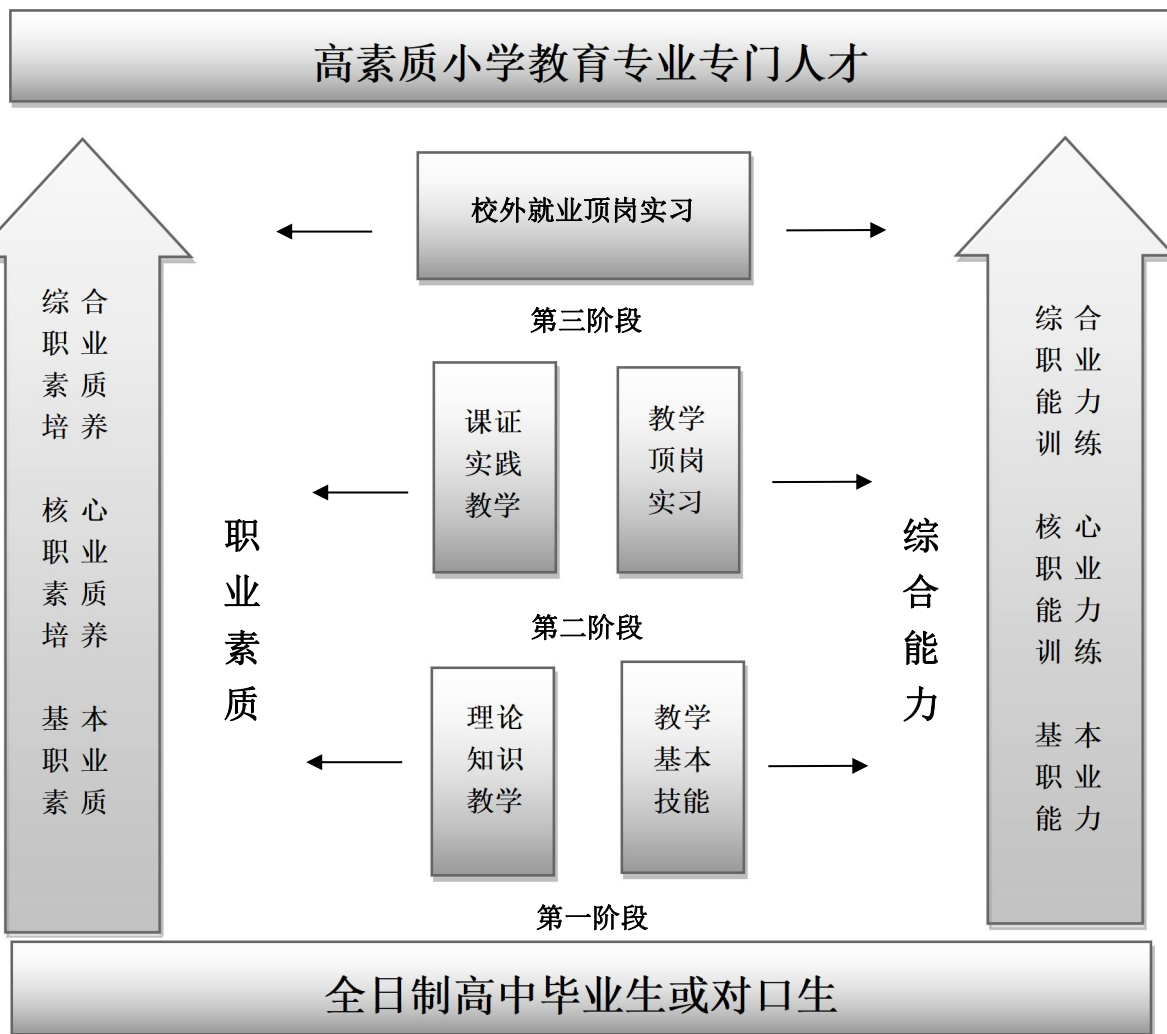 高素质小学教育专业专门人才
校外就业顶岗实习
第三阶段
综合
职业
素质
培养
核心
职业
素质
培养
基本
职业
素质
职
业
素
质
课证
实践
教学
教学
顶岗
实习
第二阶段
理论
知识
教学
教学
基本
技能
第一阶段
综
合
能
力
综合
职业
能力
训练
核心
职业
能力
训练
基本
职业
能力
全日制高中毕业生或对口生